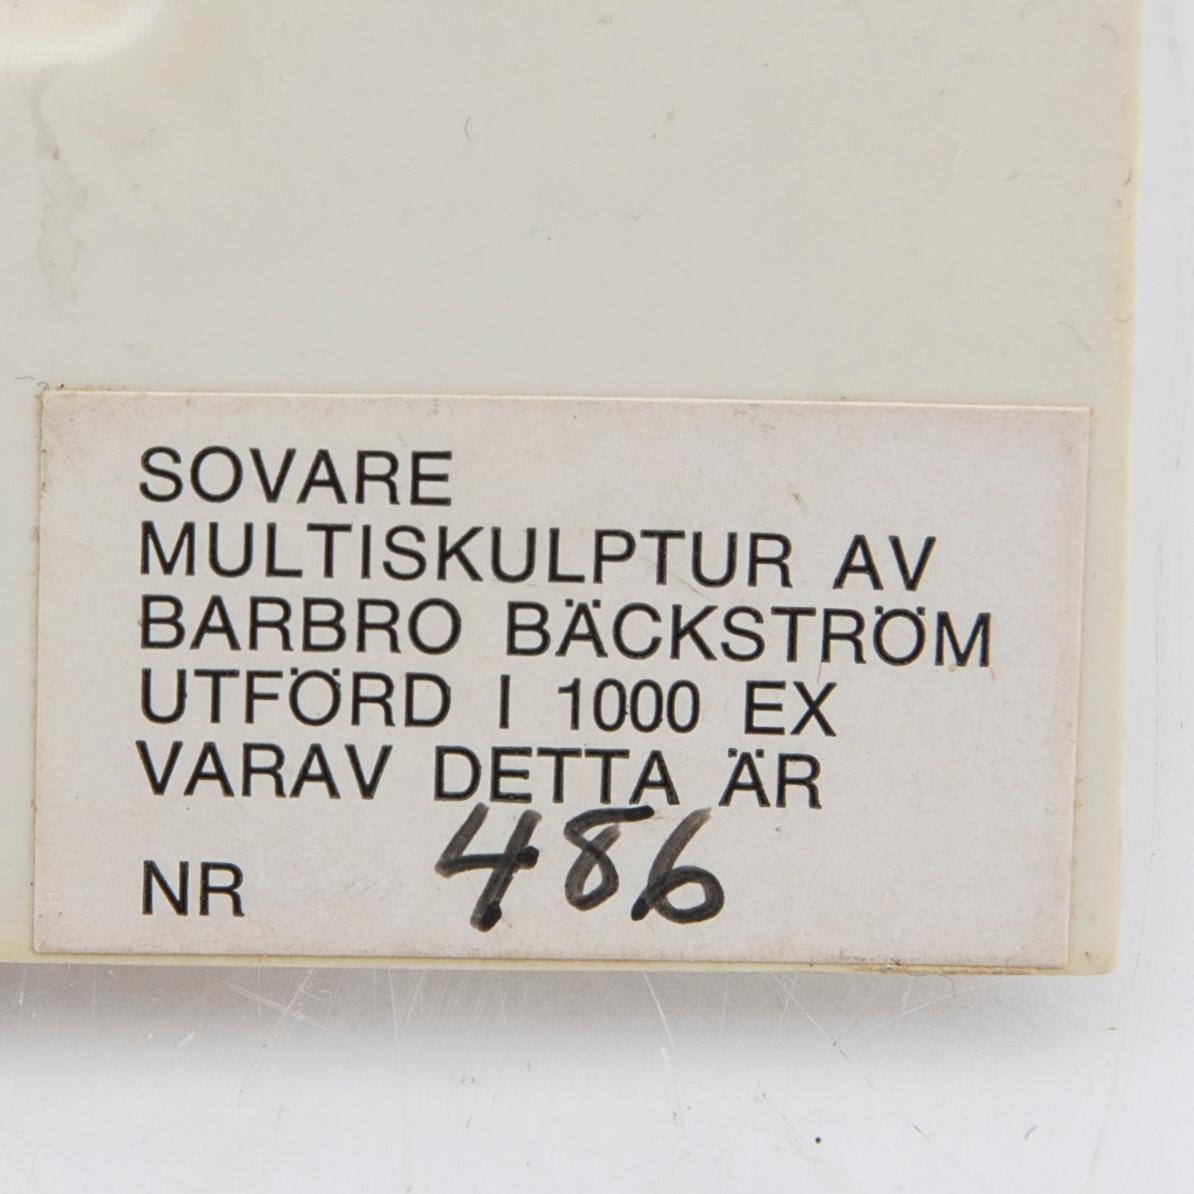 SOVARE
MULTISKULPTUR AV
BARBRO BÄCKSTRÖM
UTFÖRD I 1000 EX
VARAV DETTA ÄR
NR 486